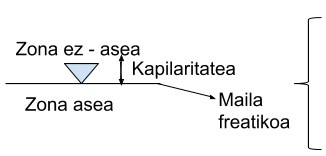 Zona ez - asea
Kapilaritatea
Zona asea
Maila
freatikoa